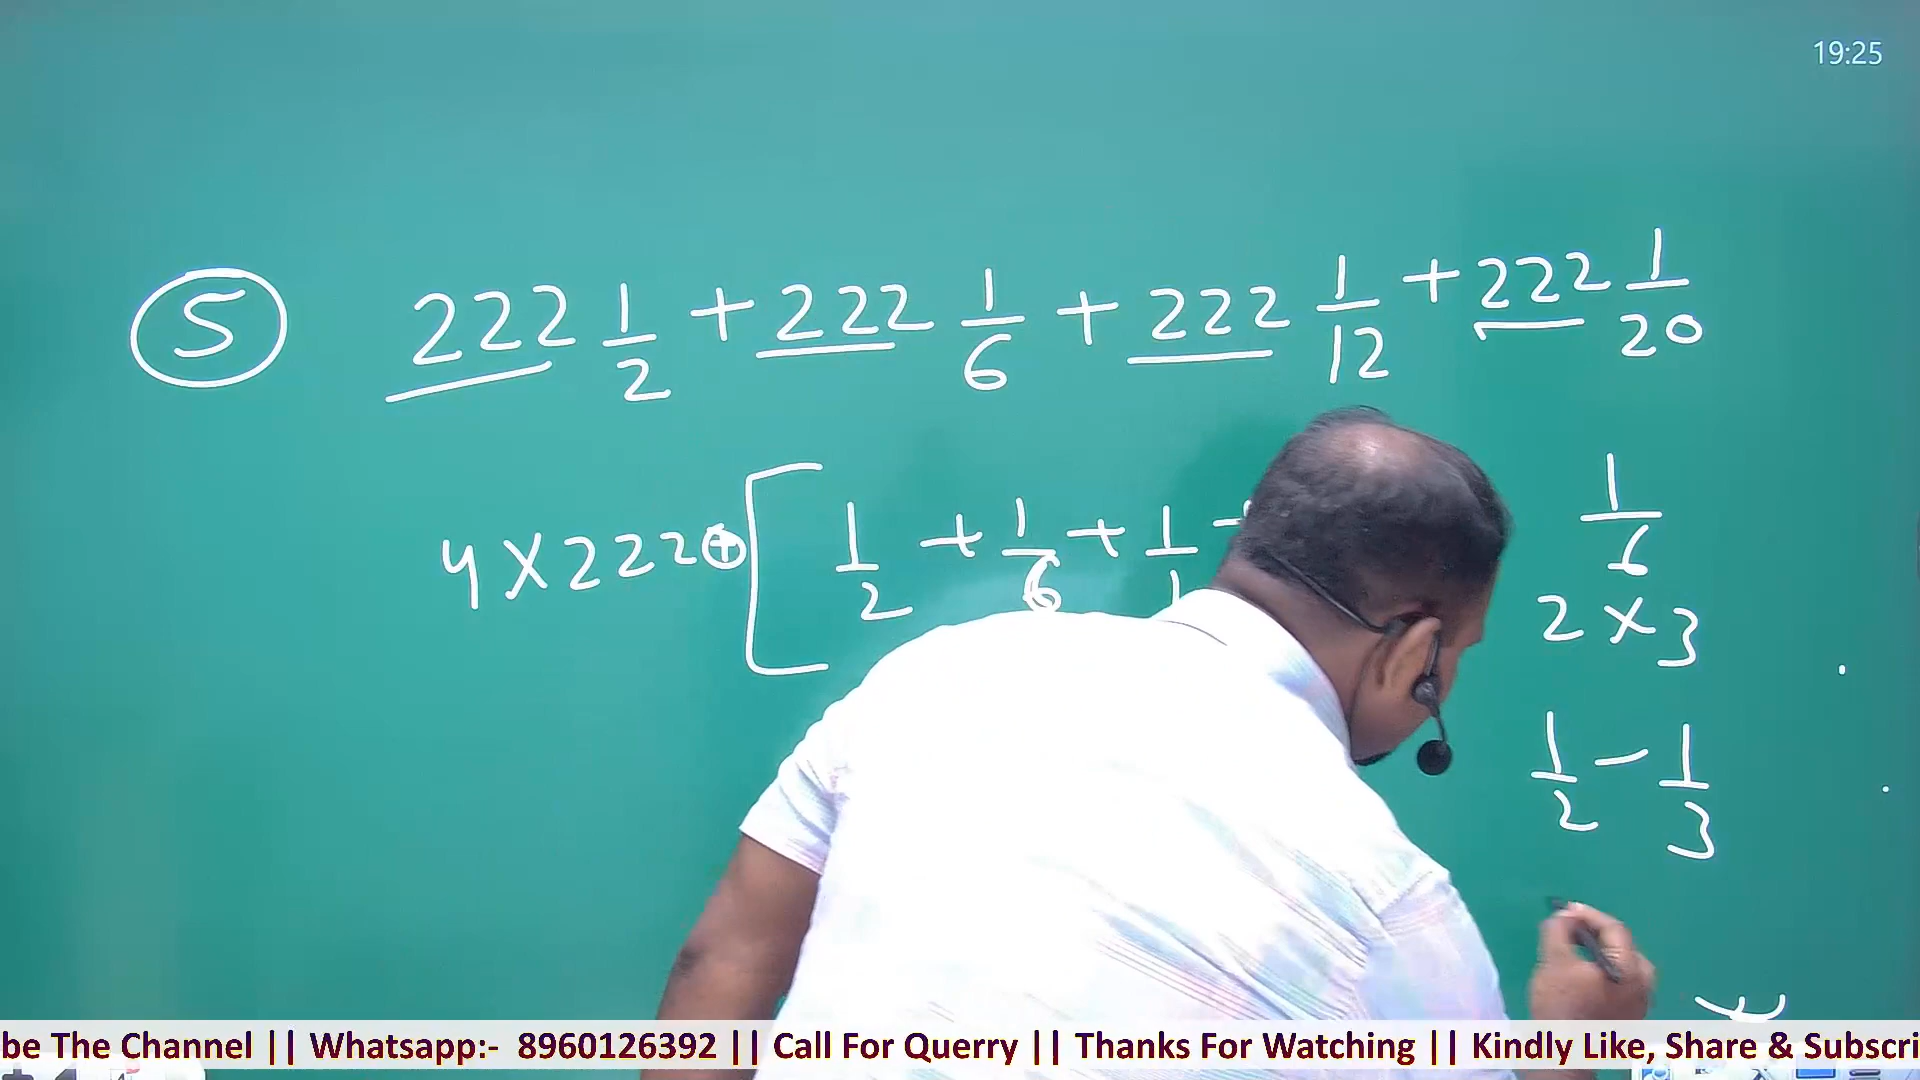 19:25
5 222 1/2 + 222 1/6 + 222 1/12 + 222 1/20
4 X 222 + [ 1/2 + 1/6 + 1/
1/6
2 X 3
1/2 - 1/3
be The Channel || Whatsapp:- 8960126392 || Call For Querry || Thanks For Watching || Kindly Like, Share & Subscri